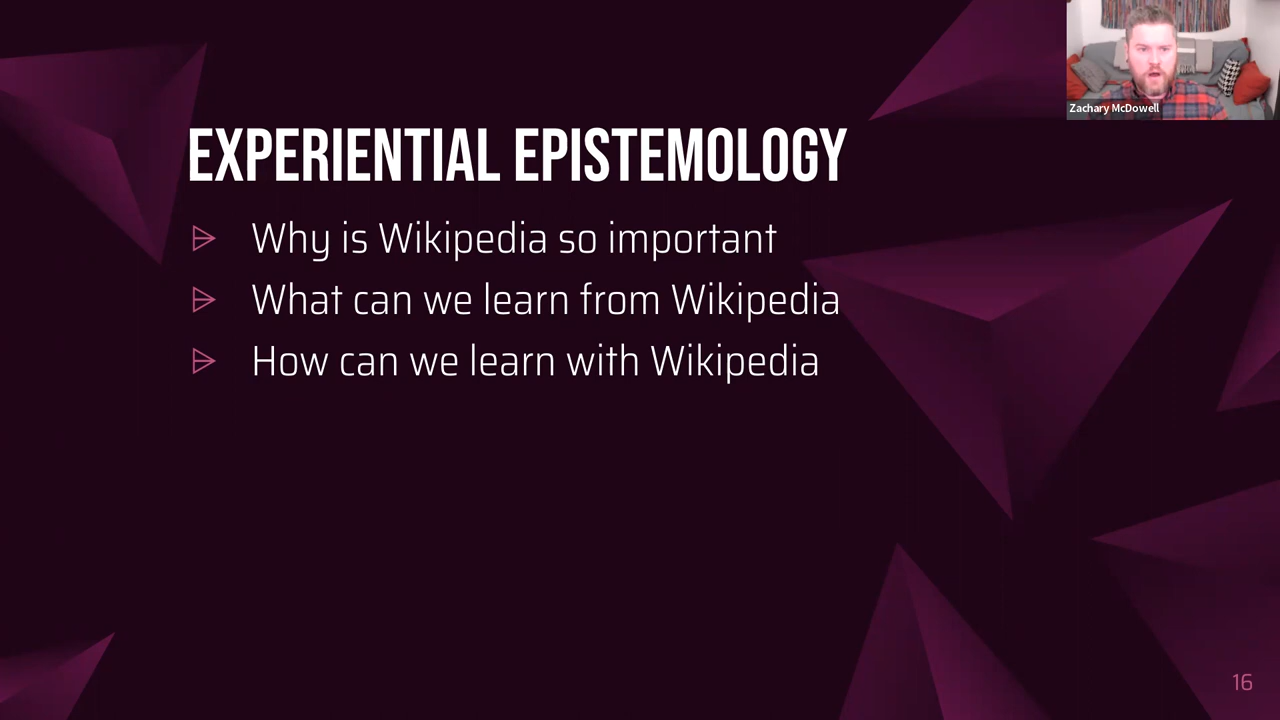 Zachary McDowell
EXPERIENTIAL EPISTEMOLOGY
Why is Wikipedia so important
What can we learn from Wikipedia
How can we learn with Wikipedia
16